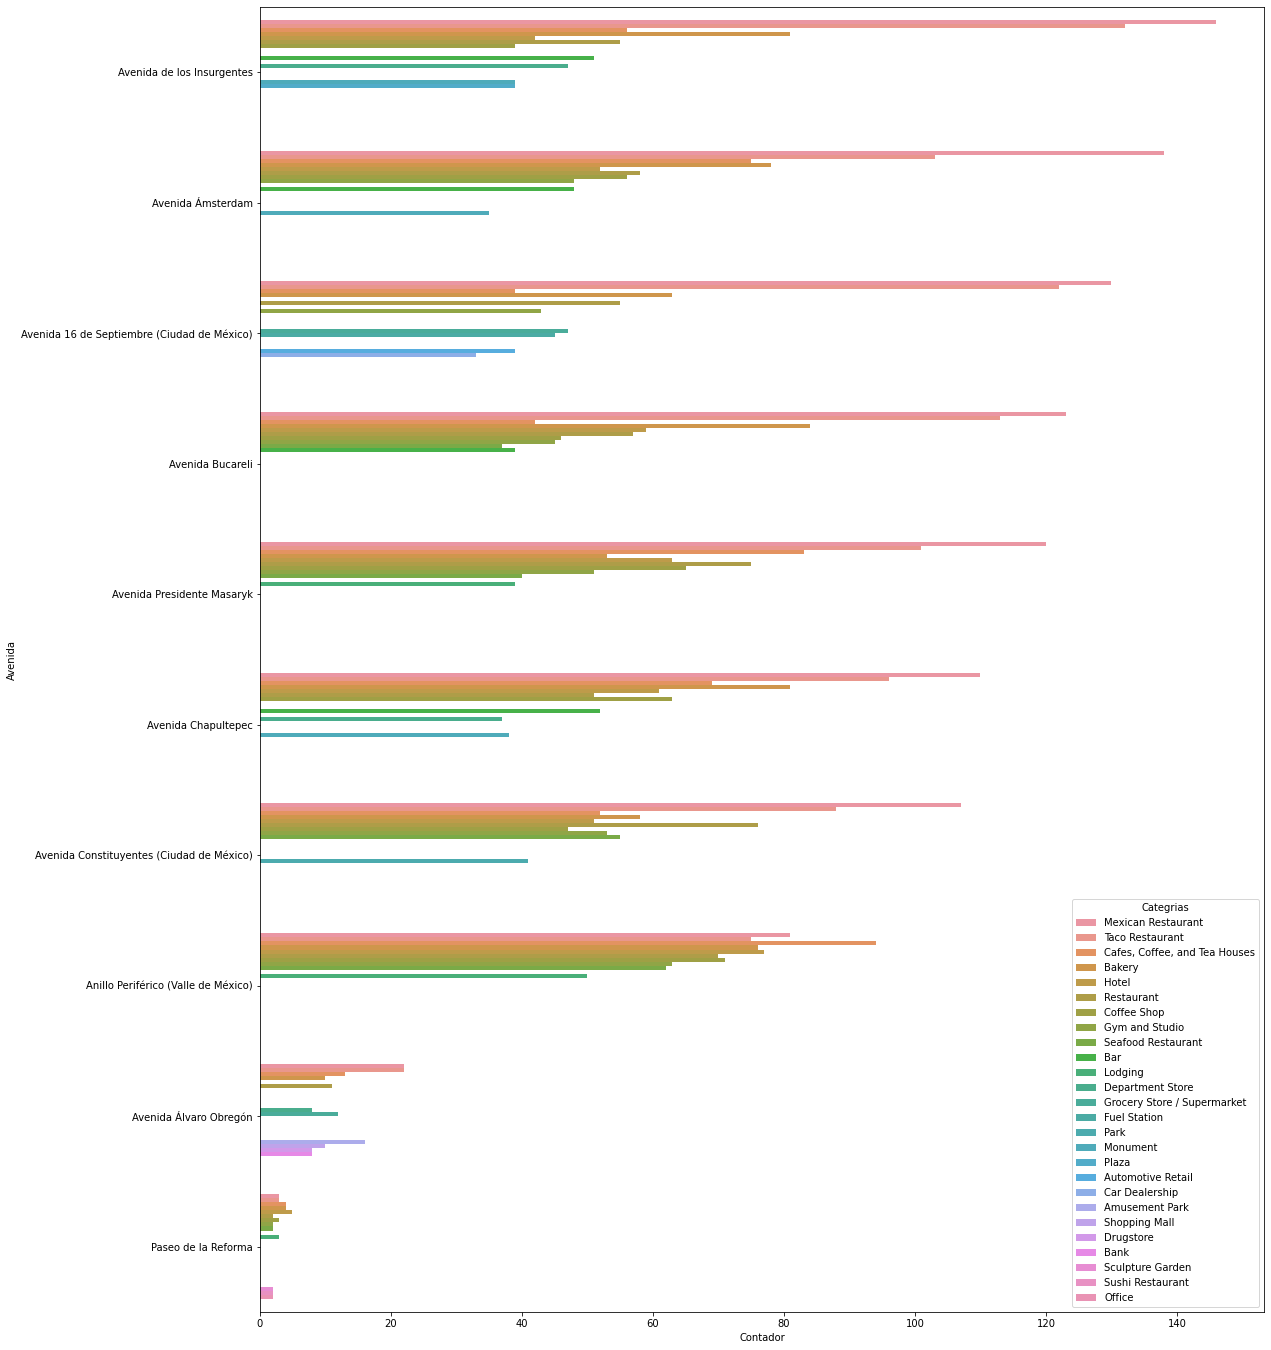 Avenida
Avenida de los Insurgentes
Avenida Ámsterdam
Avenida 16 de Septiembre (Ciudad de México)
Avenida Bucareli
Avenida Presidente Masaryk
Avenida Chapultepec
Avenida Constituyentes (Ciudad de México)
Anillo Periférico (Valle de México)
Avenida Álvaro Obregón
Paseo de la Reforma
Categrias
Mexican Restaurant
Taco Restaurant
Cafes, Coffee, and Tea Houses
Bakery
Hotel
Restaurant
Coffee Shop
Gym and Studio
Seafood Restaurant
Bar
Lodging
Department Store
Grocery Store / Supermarket
Fuel Station
Park
Monument
Plaza
Automotive Retail
Car Dealership
Amusement Park
Shopping Mall
Drugstore
Bank
Sculpture Garden
Sushi Restaurant
Office
0 20 40 60 80 100 120 140
Contador